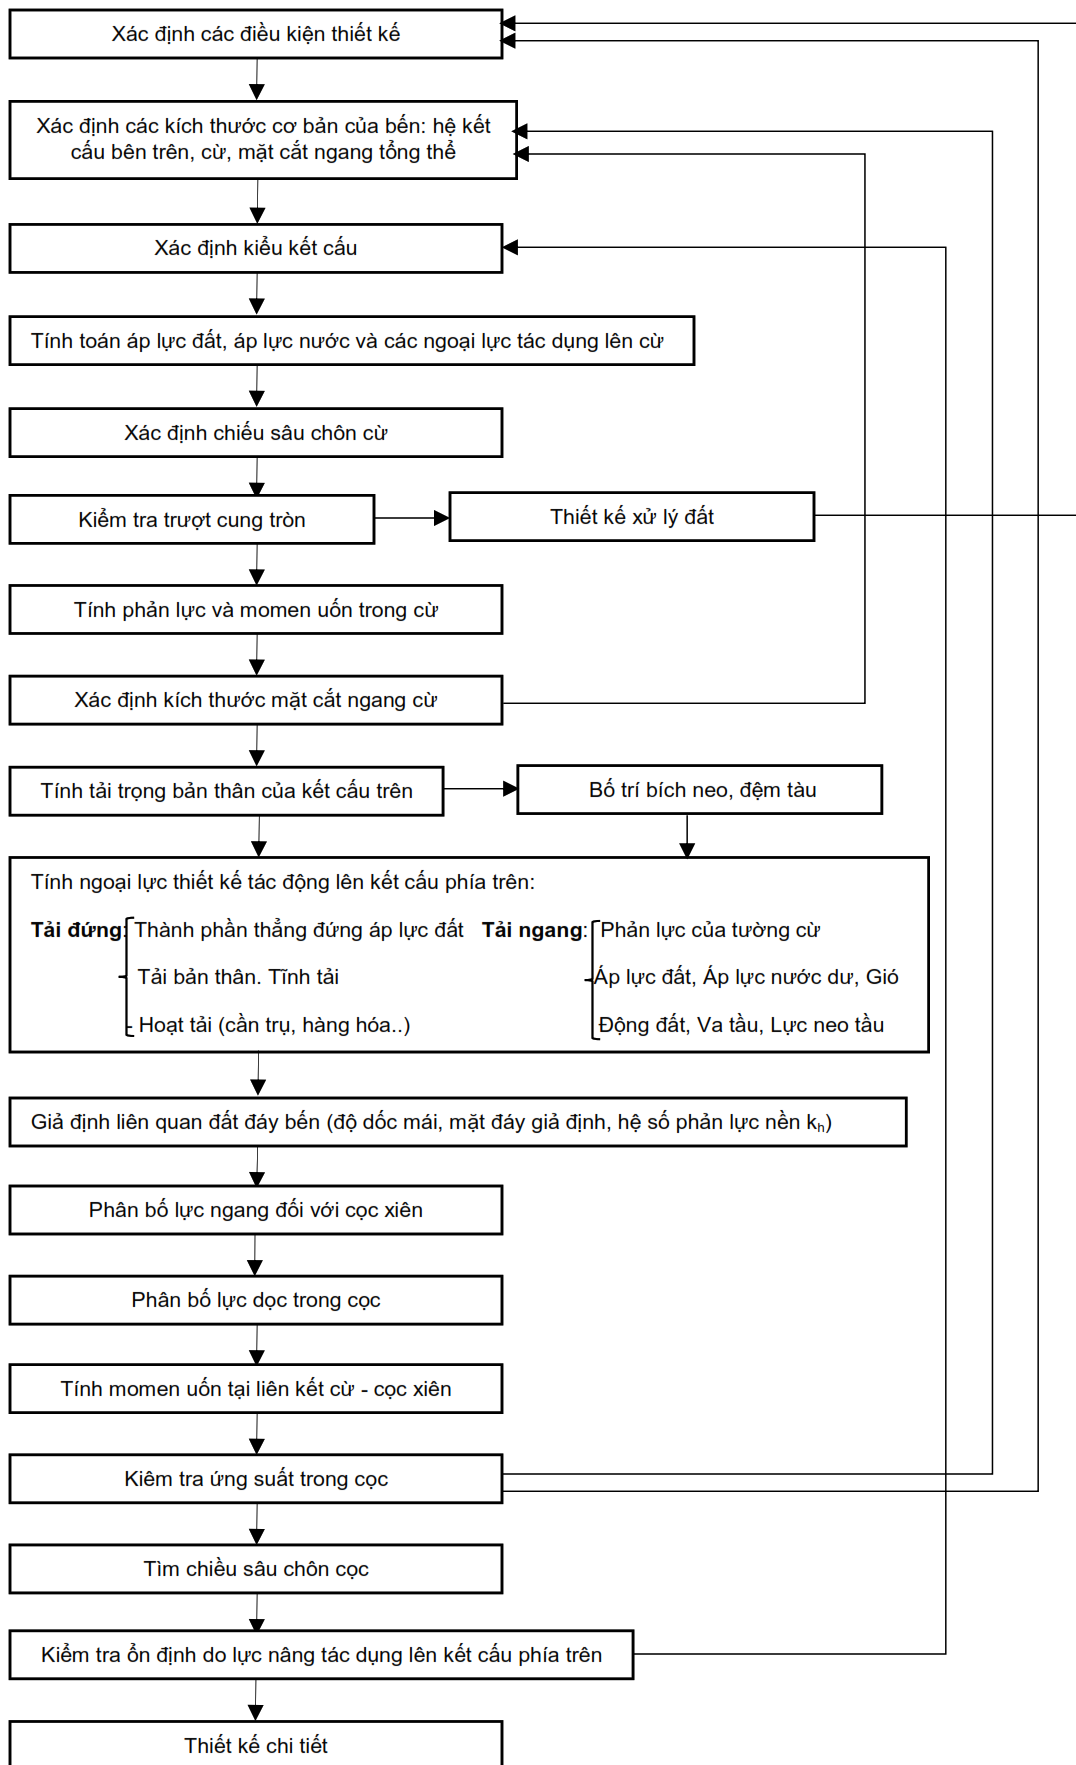 Xác định các điều kiện thiết kế
Xác định các kích thước cơ bản của bến: hệ kết
cấu bên trên, cừ, mặt cắt ngang tổng thể
Xác định kiểu kết cấu
Tính toán áp lực đất, áp lực nước và các ngoại lực tác dụng lên cừ
Xác định chiếu sâu chôn cừ
Kiểm tra trượt cung tròn
Thiết kế xử lý đất
Tính phản lực và momen uốn trong cừ
Xác định kích thước mặt cắt ngang cừ
Tính tải trọng bản thân của kết cấu trên
Bố trí bích neo, đệm tàu
Tính ngoại lực thiết kế tác động lên kết cấu phía trên:
Tải đứng: Thành phần thẳng đứng áp lực đất Tải ngang: Phản lực của tường cừ
Tải bản thân. Tĩnh tải Áp lực đất, Áp lực nước dư, Gió
- Hoạt tải (cần trụ, hàng hóa..) Động đất, Va tầu, Lực neo tầu
Giả định liên quan đất đáy bến (độ dốc mái, mặt đáy giả định, hệ số phản lực nền kₕ)
Phân bố lực ngang đối với cọc xiên
Phân bố lực dọc trong cọc
Tính momen uốn tại liên kết cừ - cọc xiên
Kiêm tra ứng suất trong cọc
Tìm chiều sâu chôn cọc
Kiểm tra ổn định do lực nâng tác dụng lên kết cấu phía trên
Thiết kế chi tiết